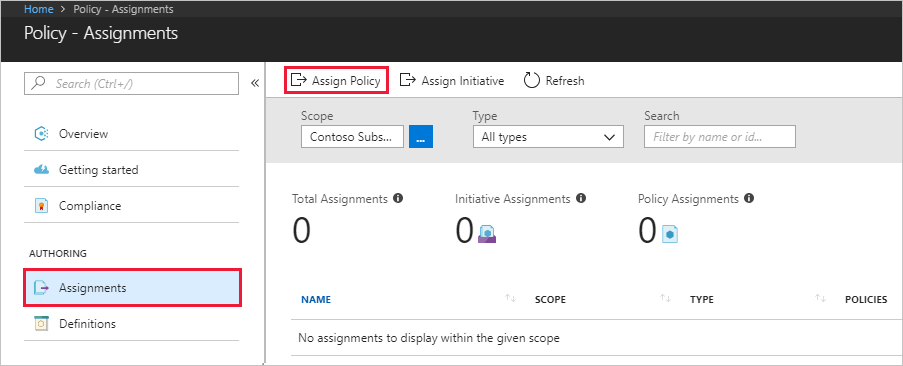 Home > Policy - Assignments
Policy - Assignments
Search (Ctrl+/)
«
Overview
Getting started
Compliance
AUTHORING
Assignments
Definitions
Assign Policy Assign Initiative Refresh
Scope Type Search
Contoso Subs... ... All types Filter by name or id...
Total Assignments Initiative Assignments Policy Assignments
0 0 0
NAME SCOPE TYPE POLICIES
No assignments to display within the given scope